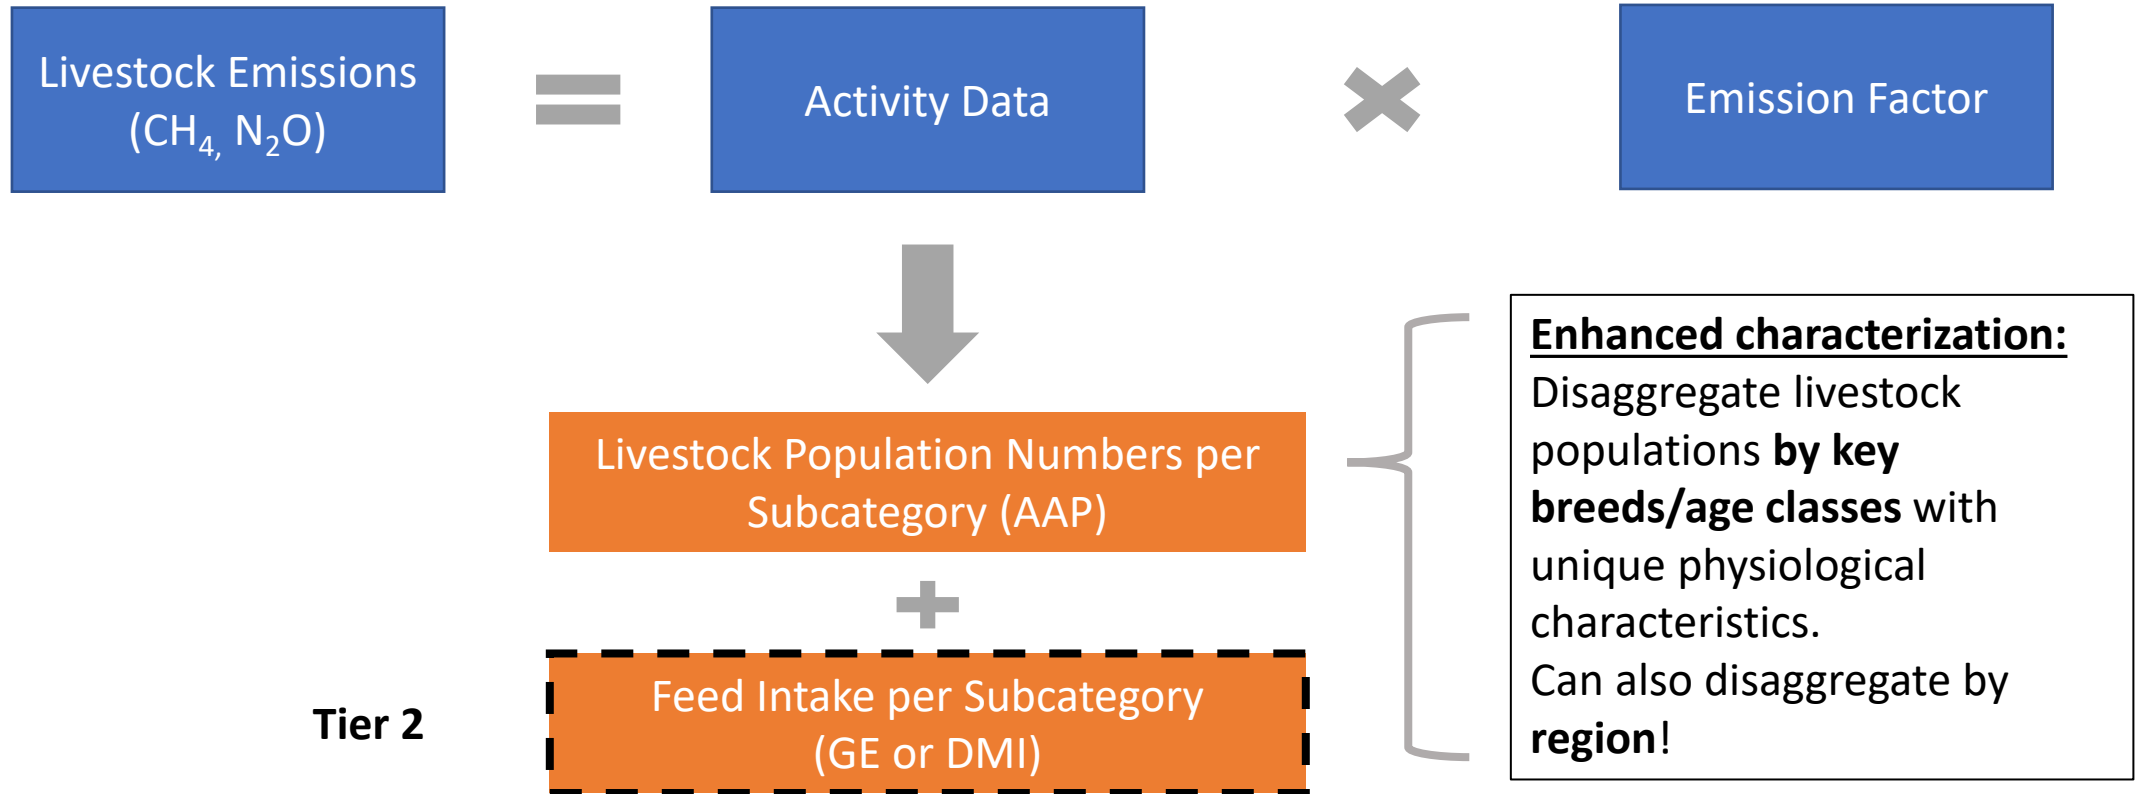 Livestock Emissions
(CH4, N2O)
=
Activity Data
×
Emission Factor
Livestock Population Numbers per
Subcategory (AAP)
+
Tier 2
Feed Intake per Subcategory
(GE or DMI)
Enhanced characterization:
Disaggregate livestock
populations by key
breeds/age classes with
unique physiological
characteristics.
Can also disaggregate by
region!